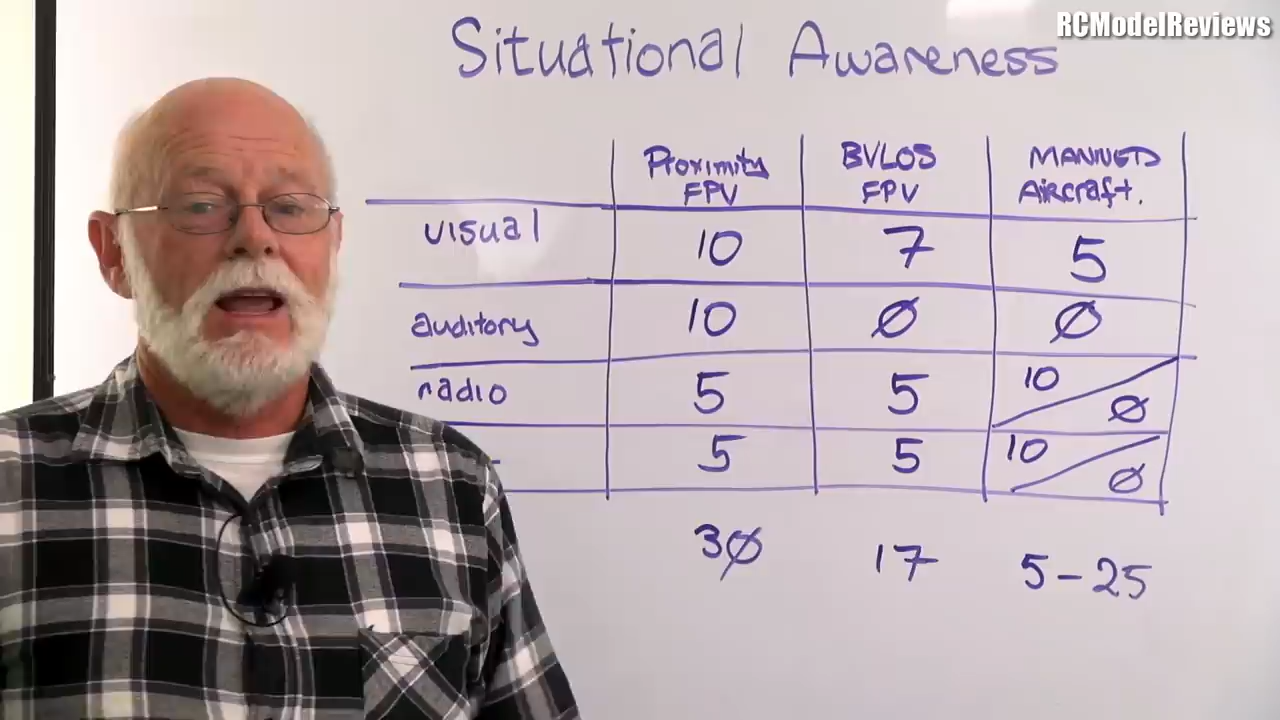 RCModelReviews
Situational Awareness
Proximity FPV BVLOS FPV MANNED Aircraft.
visual 10 7 5
auditory 10 Ø Ø
radio 5 5 10 / Ø
5 5 10 / Ø
3Ø 17 5-25